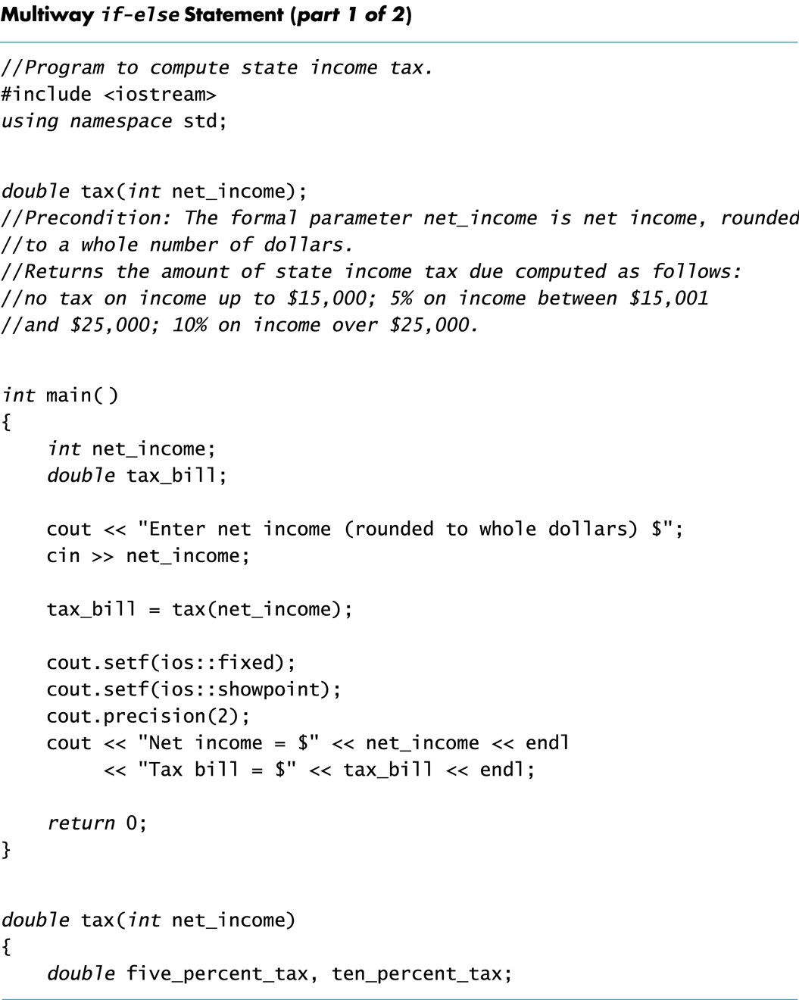 Multiway if-else Statement (part 1 of 2)
//Program to compute state income tax.
#include <iostream>
using namespace std;
double tax(int net_income);
//Precondition: The formal parameter net_income is net income, rounded
//to a whole number of dollars.
//Returns the amount of state income tax due computed as follows:
//no tax on income up to $15,000; 5% on income between $15,001
//and $25,000; 10% on income over $25,000.
int main( )
{
    int net_income;
    double tax_bill;
    cout << "Enter net income (rounded to whole dollars) $";
    cin >> net_income;
    tax_bill = tax(net_income);
    cout.setf(ios::fixed);
    cout.setf(ios::showpoint);
    cout.precision(2);
    cout << "Net income = $" << net_income << endl
         << "Tax bill = $" << tax_bill << endl;
    return 0;
}
double tax(int net_income)
{
    double five_percent_tax, ten_percent_tax;